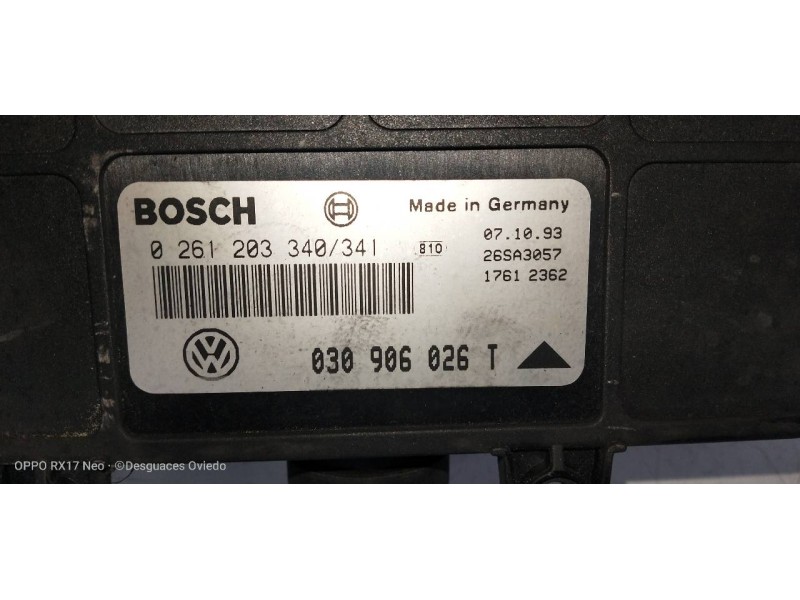 BOSCH
Made in Germany
0 261 203 340/341
810
07.10.93
26SA3057
1761 2362
030 906 026 T
OPPO RX17 Neo · ©Desguaces Oviedo